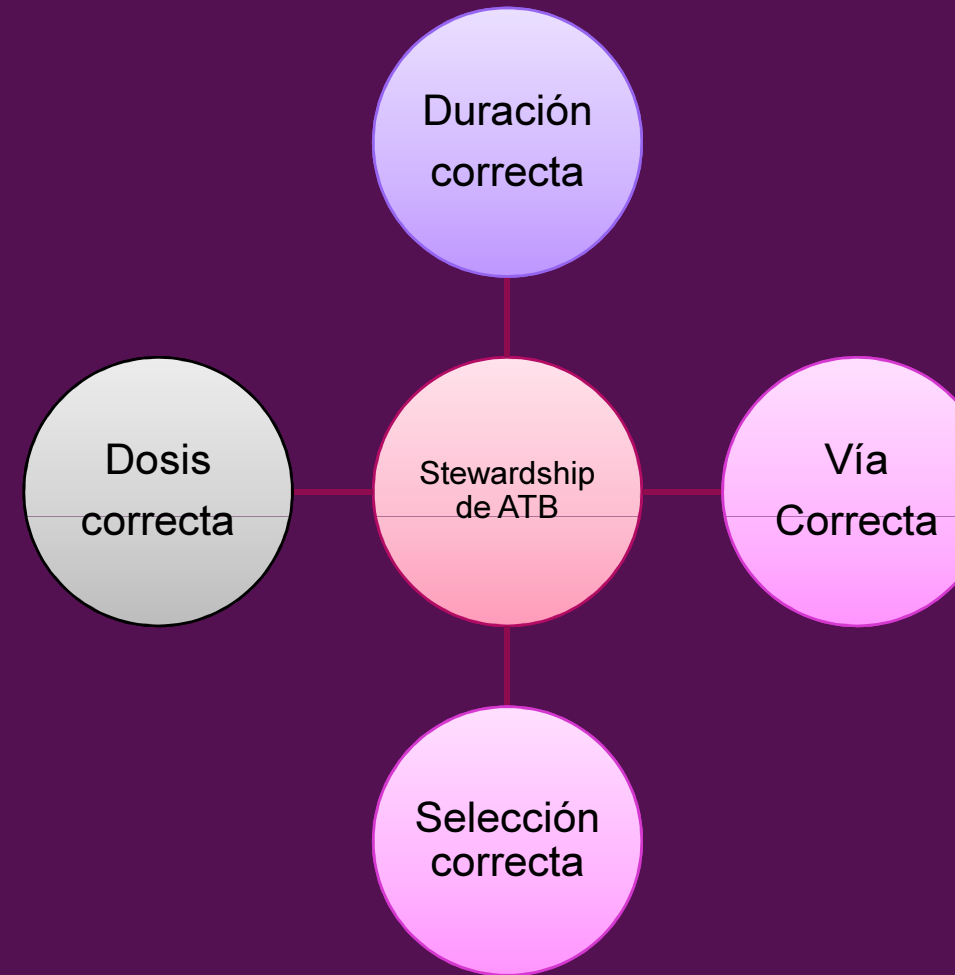 Duración
correcta
Dosis
correcta
Stewardship
de ATB
Vía
Correcta
Selección
correcta